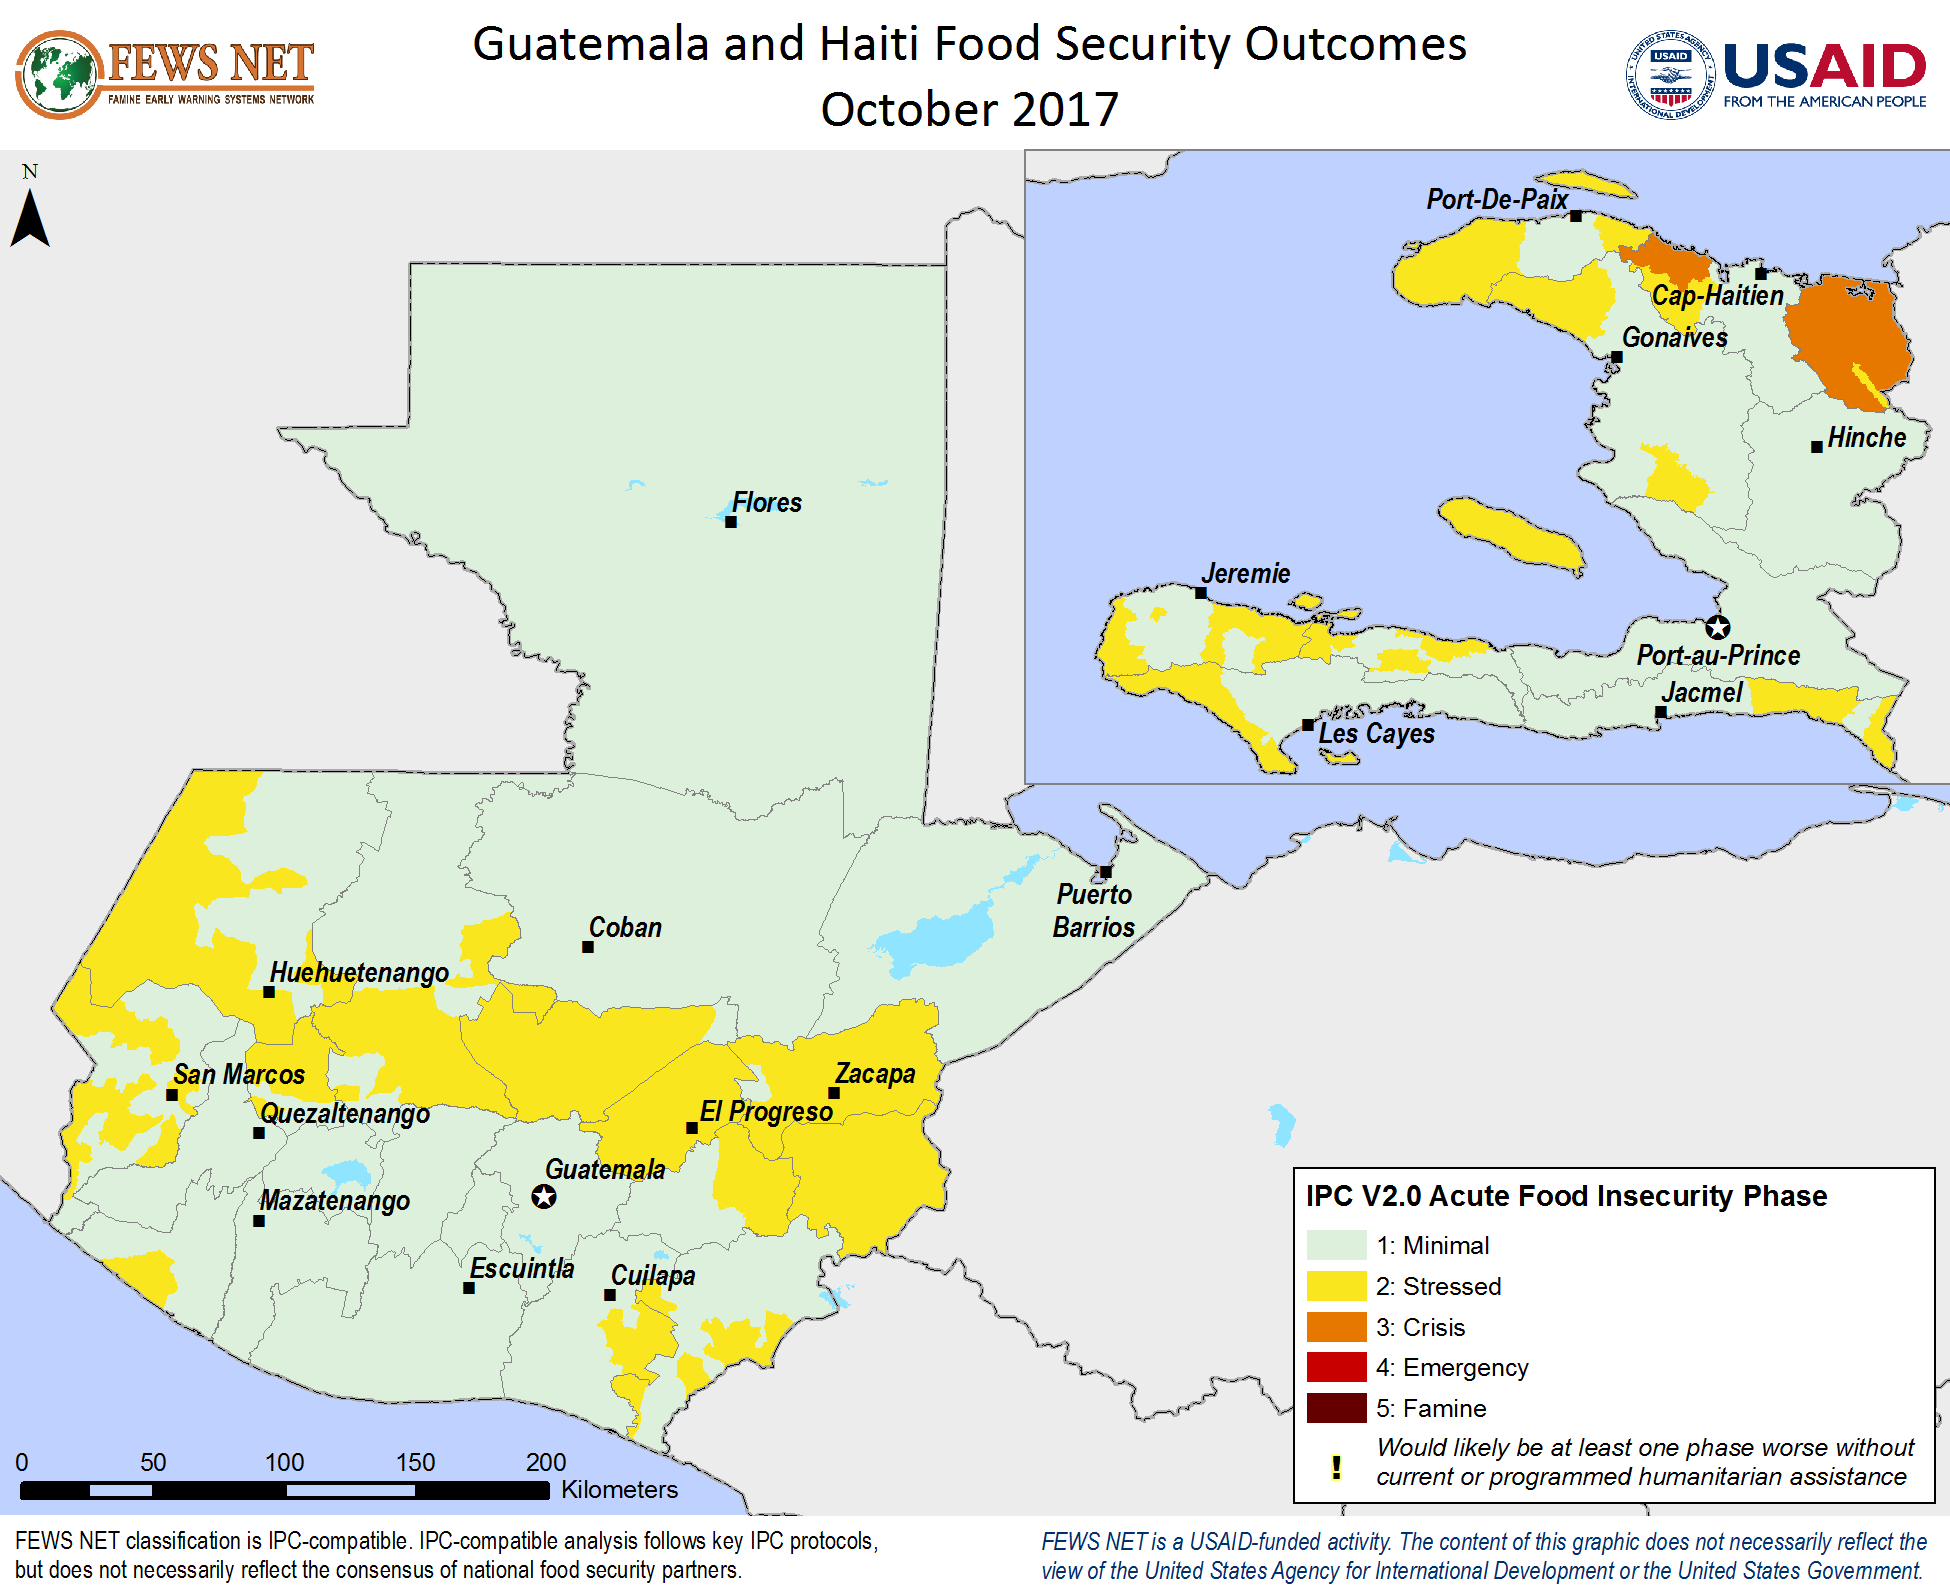 FEWS NET
FAMINE EARLY WARNING SYSTEMS NETWORK
Guatemala and Haiti Food Security Outcomes
October 2017
UNITED STATES AGENCY
USAID
INTERNATIONAL DEVELOPMENT
USAID
FROM THE AMERICAN PEOPLE
N
Port-De-Paix
Cap-Haitien
Gonaives
Hinche
Jeremie
Port-au-Prince
Jacmel
Les Cayes
Flores
Puerto
Barrios
Coban
Huehuetenango
San Marcos
Zacapa
Quezaltenango
El Progreso
Guatemala
Mazatenango
Escuintla
Cuilapa
IPC V2.0 Acute Food Insecurity Phase
1: Minimal
2: Stressed
3: Crisis
4: Emergency
5: Famine
! Would likely be at least one phase worse without
current or programmed humanitarian assistance
0 50 100 150 200
Kilometers
FEWS NET classification is IPC-compatible. IPC-compatible analysis follows key IPC protocols,
but does not necessarily reflect the consensus of national food security partners.
FEWS NET is a USAID-funded activity. The content of this graphic does not necessarily reflect the
view of the United States Agency for International Development or the United States Government.